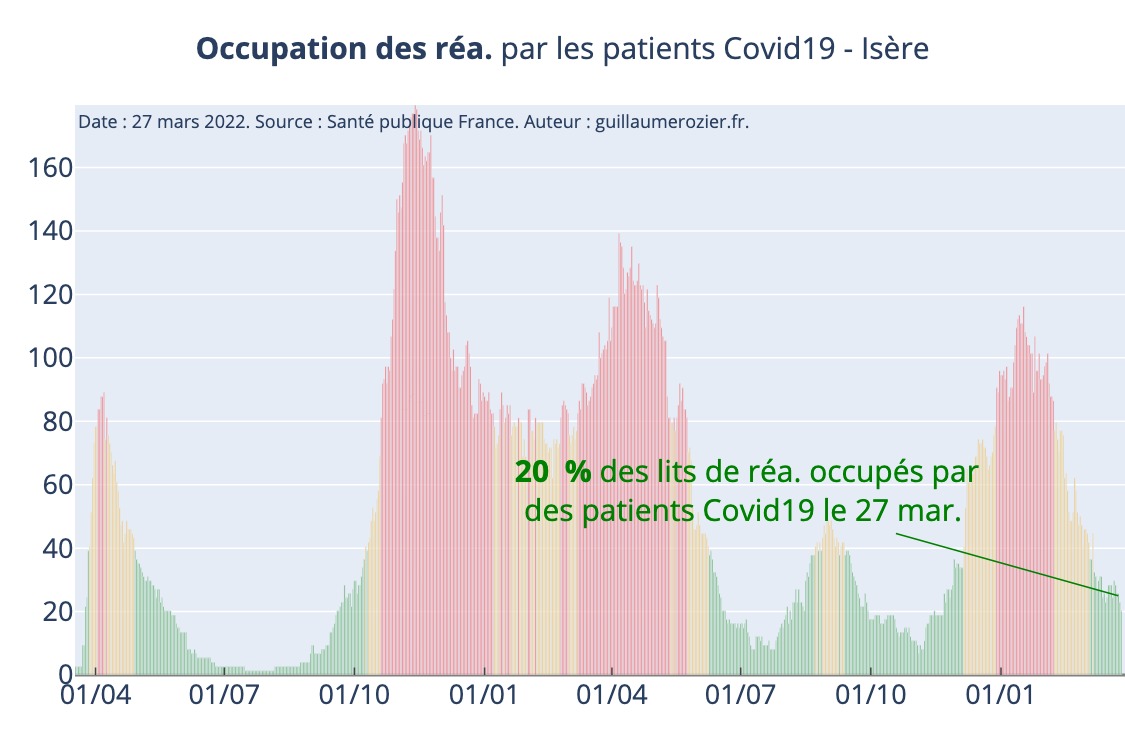 Occupation des réa. par les patients Covid19 - Isère
Date : 27 mars 2022. Source : Santé publique France. Auteur : guillaumerozier.fr.
160
140
120
100
80
60
40
20
0
20 % des lits de réa. occupés par
des patients Covid19 le 27 mar.
01/04 01/07 01/10 01/01 01/04 01/07 01/10 01/01